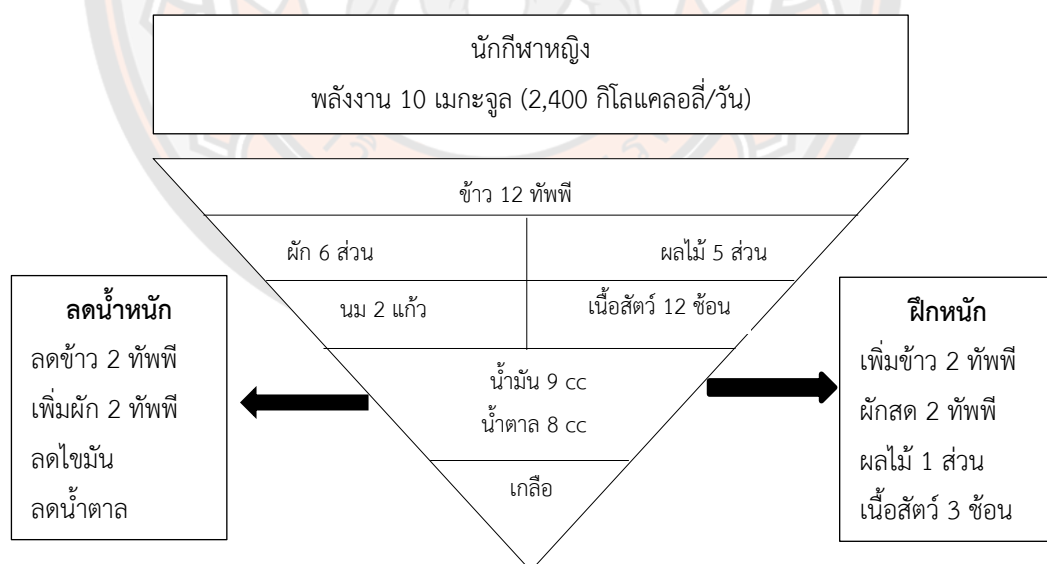 นักกีฬาหญิง
พลังงาน 10 เมกะจูล (2,400 กิโลแคลอลี่/วัน)
ข้าว 12 ทัพพี
ผัก 6 ส่วน
ผลไม้ 5 ส่วน
นม 2 แก้ว
เนื้อสัตว์ 12 ช้อน
น้ำมัน 9 cc
น้ำตาล 8 cc
เกลือ
ลดน้ำหนัก
ลดข้าว 2 ทัพพี
เพิ่มผัก 2 ทัพพี
ลดไขมัน
ลดน้ำตาล
ฝึกหนัก
เพิ่มข้าว 2 ทัพพี
ผักสด 2 ทัพพี
ผลไม้ 1 ส่วน
เนื้อสัตว์ 3 ช้อน